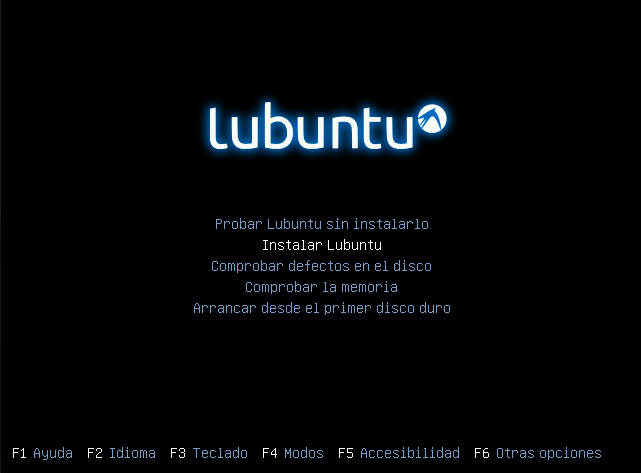 lubuntu
Probar Lubuntu sin instalarlo
Instalar Lubuntu
Comprobar defectos en el disco
Comprobar la memoria
Arrancar desde el primer disco duro
F1 Ayuda F2 Idioma F3 Teclado F4 Modos F5 Accesibilidad F6 Otras opciones